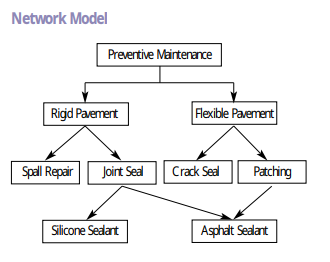 Network Model
Preventive Maintenance
Rigid Pavement
Flexible Pavement
Spall Repair
Joint Seal
Crack Seal
Patching
Silicone Sealant
Asphalt Sealant